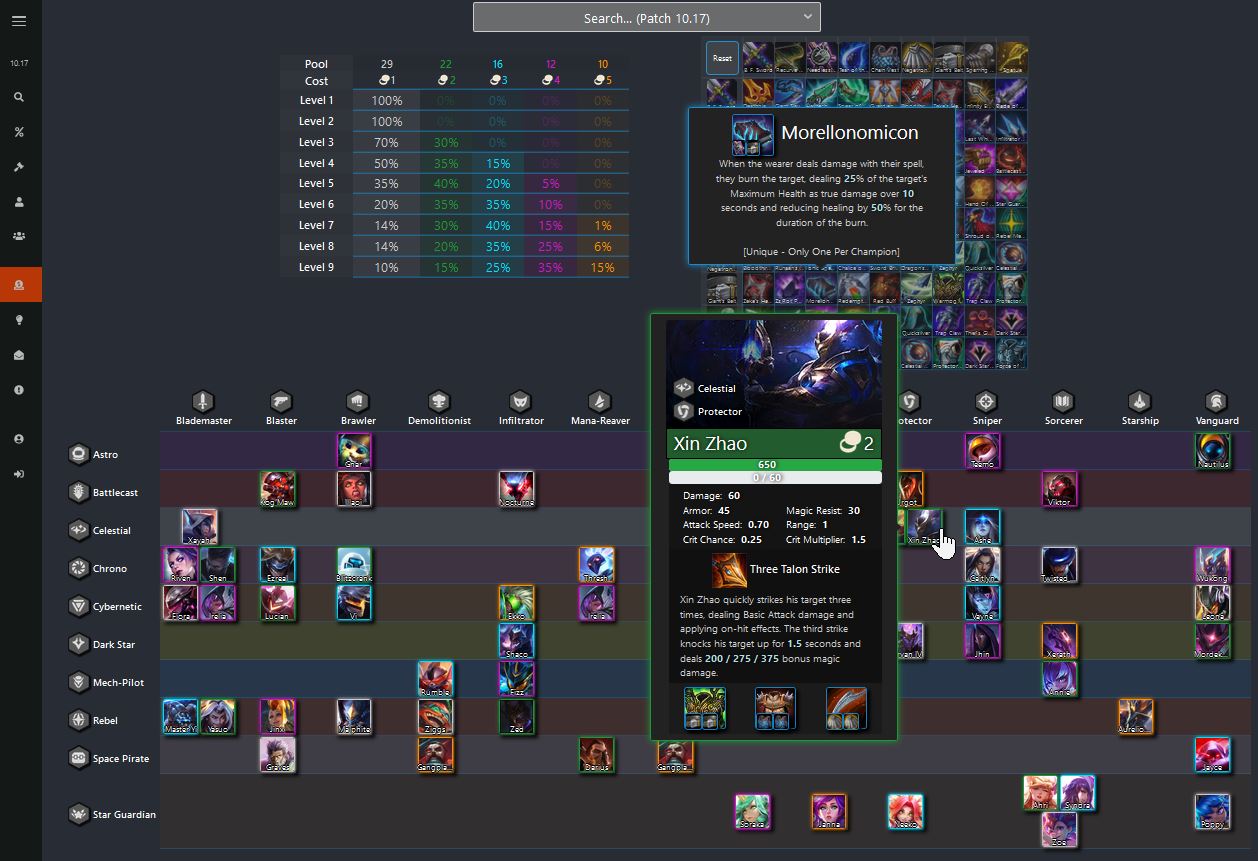 Search... (Patch 10.17)
10.17
Pool 29 22 16 12 10
Cost 1 2 3 4 5
Level 1 100% 0% 0% 0% 0%
Level 2 100% 0% 0% 0% 0%
Level 3 70% 30% 0% 0% 0%
Level 4 50% 35% 15% 0% 0%
Level 5 35% 40% 20% 5% 0%
Level 6 20% 35% 35% 10% 0%
Level 7 14% 30% 40% 15% 1%
Level 8 14% 20% 35% 25% 6%
Level 9 10% 15% 25% 35% 15%
Reset
Morellonomicon
When the wearer deals damage with their spell,
they burn the target, dealing 25% of the target's
Maximum Health as true damage over 10
seconds and reducing healing by 50% for the
duration of the burn.
[Unique - Only One Per Champion]
Celestial
Protector
Xin Zhao 2
650
0 / 60
Damage: 60
Armor: 45 Magic Resist: 30
Attack Speed: 0.70 Range: 1
Crit Chance: 0.25 Crit Multiplier: 1.5
Three Talon Strike
Xin Zhao quickly strikes his target three
times, dealing Basic Attack damage and
applying on-hit effects. The third strike
knocks his target up for 1.5 seconds and
deals 200 / 275 / 375 bonus magic
damage.
Blademaster Blaster Brawler Demolitionist Infiltrator Mana-Reaver otector Sniper Sorcerer Starship Vanguard
Astro Gnar Teemo Nautilus
Battlecast Kog'Maw Illaoi Nocturne Urgot Viktor
Celestial Xayah Xin Zhao Ashe
Chrono Riven Shen Ezreal Blitzcrank Thresh Caitlyn Twisted Wukong
Cybernetic Fiora Irelia Lucian Vi Ekko Irelia Vayne Leona
Dark Star Shaco Jhin Xerath Mordek
Mech-Pilot Rumble Fizz Annie
Rebel Master Y Yasuo Jinx Malphite Ziggs Zed Aurelio
Space Pirate Graves Gangpla Darius Gangpla Jayce
Star Guardian Soraka Janna Neeko Ahri Syndra Zoe Poppy